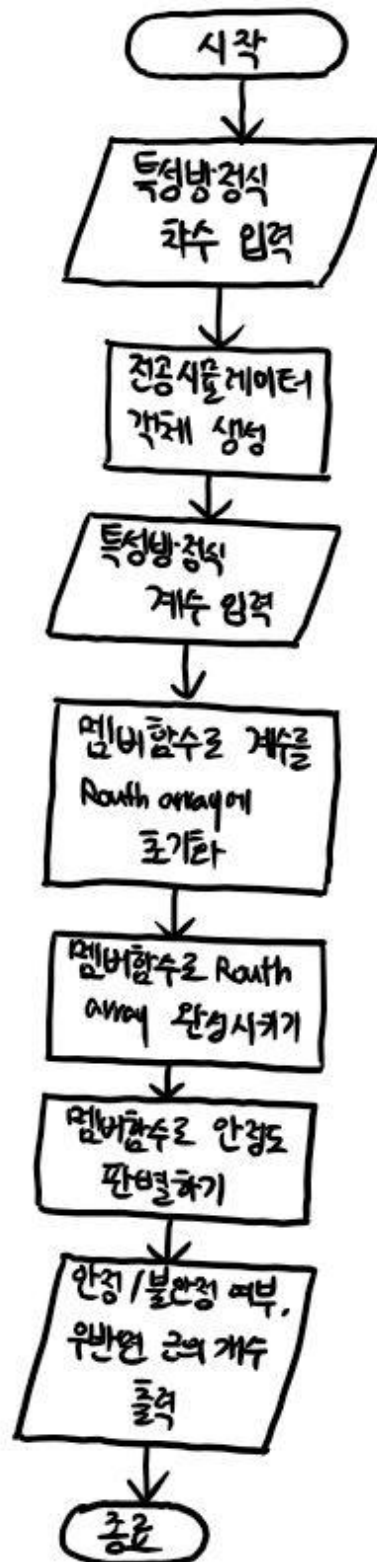 시작
특성방정식
차수 입력
전공시뮬레이터
객체 생성
특성방정식
계수 입력
멤버함수로 계수를
Routh array에
초기화
멤버함수로 Routh
array 완성시키기
멤버함수로 안정도
판별하기
안정/불안정 여부,
우반면 근의 개수
출력
종료